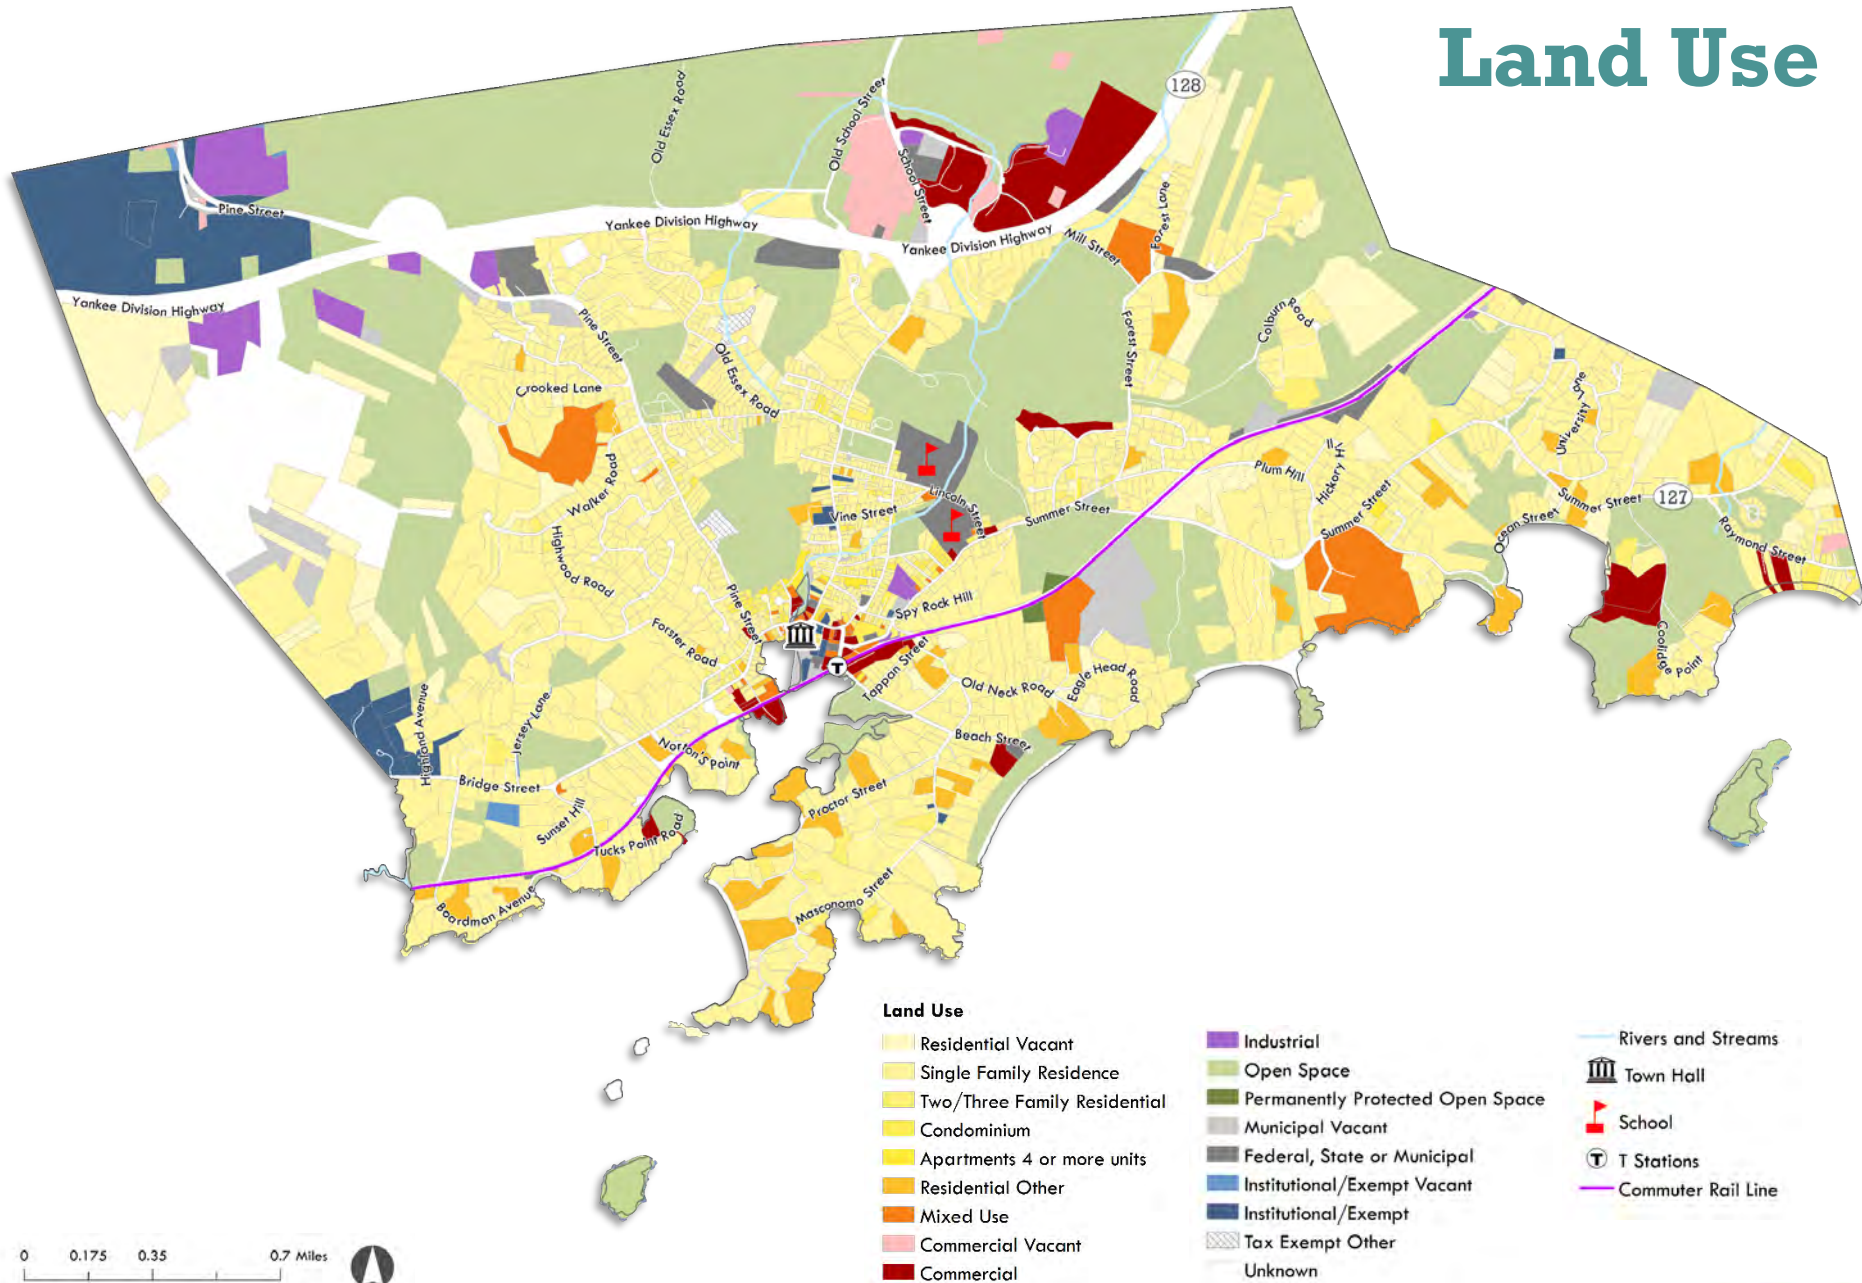 Land Use
128
Old Essex Road
Old School Street
School Street
Pine Street
Yankee Division Highway
Yankee Division Highway
Mill Street
Forest Lane
Yankee Division Highway
Pine Street
Old Essex Road
Forest Street
Colburn Road
Crooked Lane
University Lane
Walker Road
Plum Hill
Hickory Hill
Lincoln Street
Vine Street
Summer Street
Summer Street
Summer Street
127
Ocean Street
Raymond Street
Highwood Road
Pine Street
Spy Rock Hill
Forster Road
T
Tappan Street
Old Neck Road
Eagle Head Road
Coolidge Point
Highland Avenue
Jersey Lane
Norton's Point
Beach Street
Bridge Street
Proctor Street
Sunset Hill
Tucks Point Road
Boardman Avenue
Masconomo Street
Land Use
Residential Vacant
Single Family Residence
Two/Three Family Residential
Condominium
Apartments 4 or more units
Residential Other
Mixed Use
Commercial Vacant
Commercial
Industrial
Open Space
Permanently Protected Open Space
Municipal Vacant
Federal, State or Municipal
Institutional/Exempt Vacant
Institutional/Exempt
Tax Exempt Other
Unknown
Rivers and Streams
Town Hall
School
T T Stations
Commuter Rail Line
0 0.175 0.35 0.7 Miles